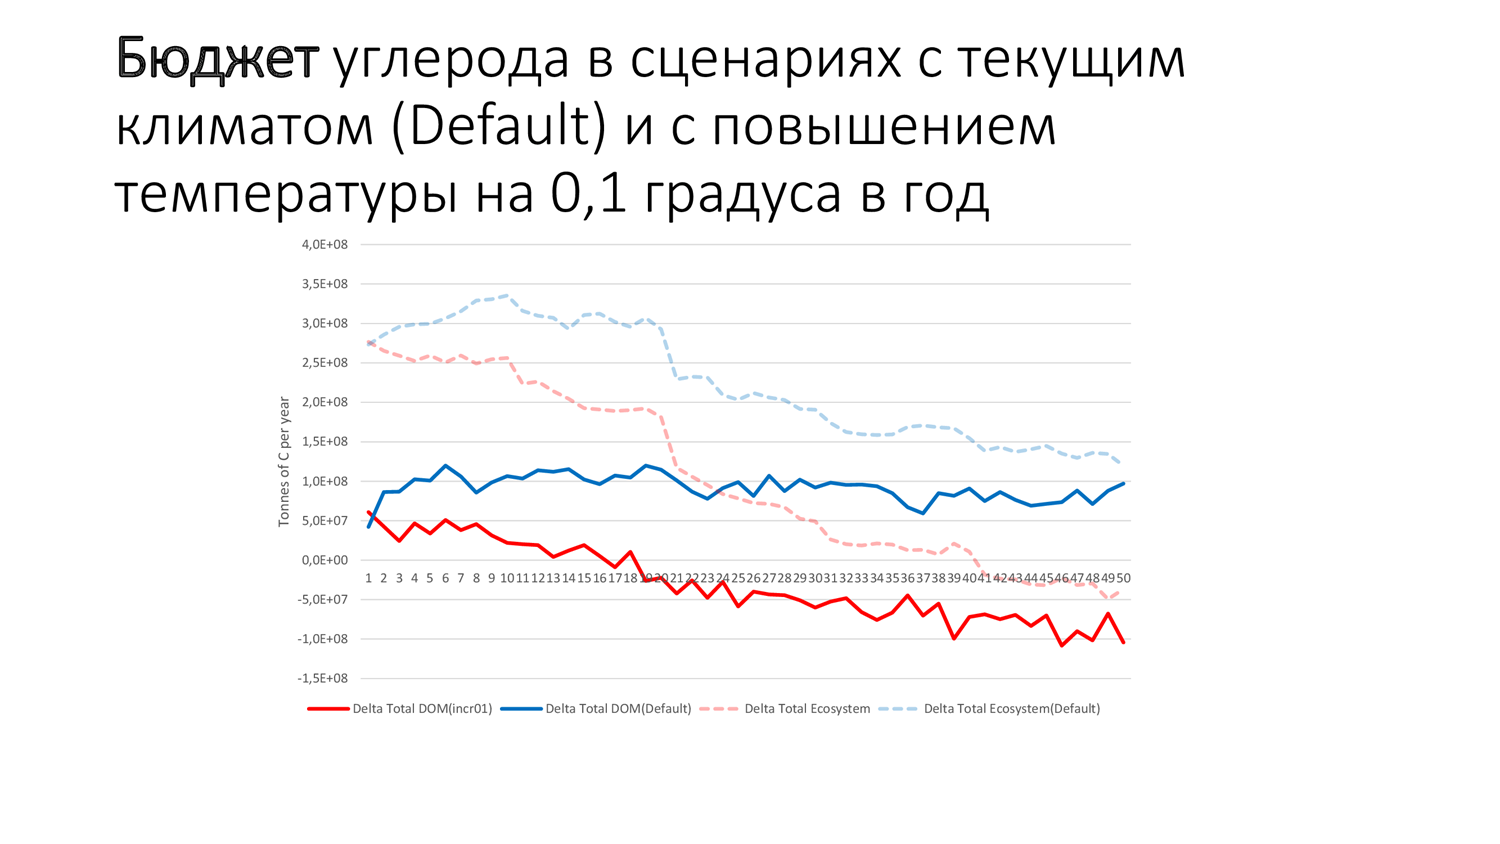 Бюджет углерода в сценариях с текущим
климатом (Default) и с повышением
температуры на 0,1 градуса в год
4,0E+08
3,5E+08
3,0E+08
2,5E+08
2,0E+08
1,5E+08
1,0E+08
5,0E+07
0,0E+00
-5,0E+07
-1,0E+08
-1,5E+08
Tonnes of C per year
1 2 3 4 5 6 7 8 9 10 11 12 13 14 15 16 17 18 19 20 21 22 23 24 25 26 27 28 29 30 31 32 33 34 35 36 37 38 39 40 41 42 43 44 45 46 47 48 49 50
Delta Total DOM(incr01) Delta Total DOM(Default) Delta Total Ecosystem Delta Total Ecosystem(Default)